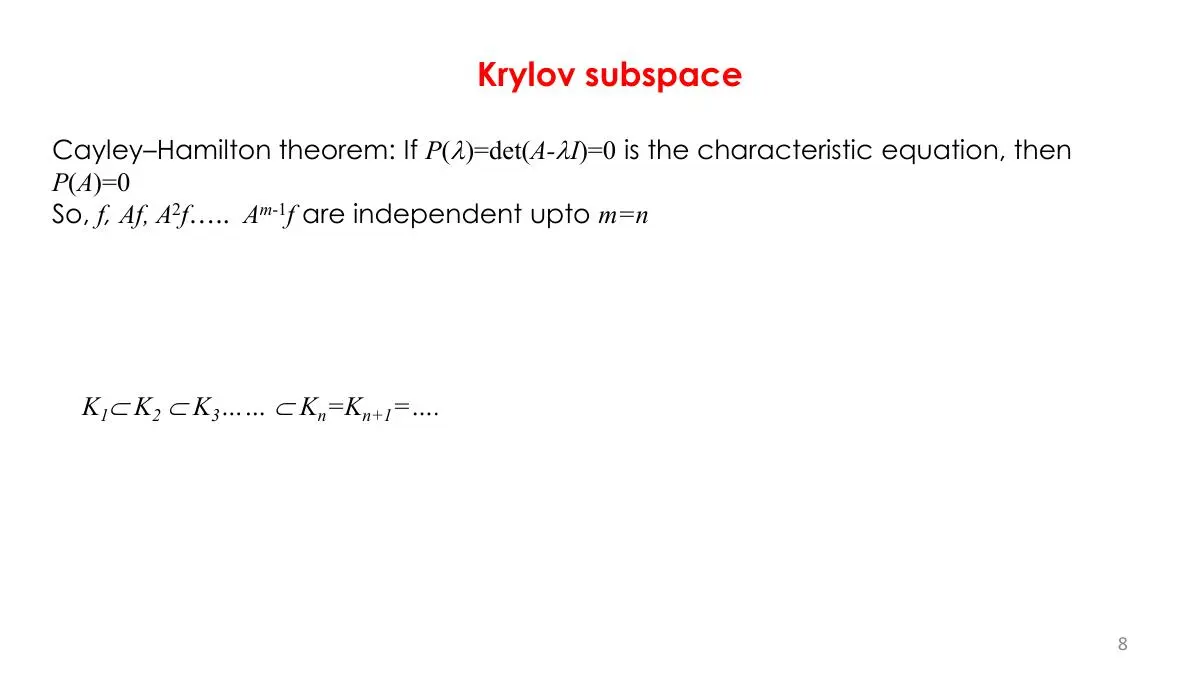 Krylov subspace
Cayley–Hamilton theorem: If P(λ)=det(A-λI)=0 is the characteristic equation, then
P(A)=0
So, f, Af, A²f….. Aᵐ⁻¹f are independent upto m=n
K₁⊂K₂ ⊂K₃…… ⊂Kₙ=Kₙ₊₁=….
8